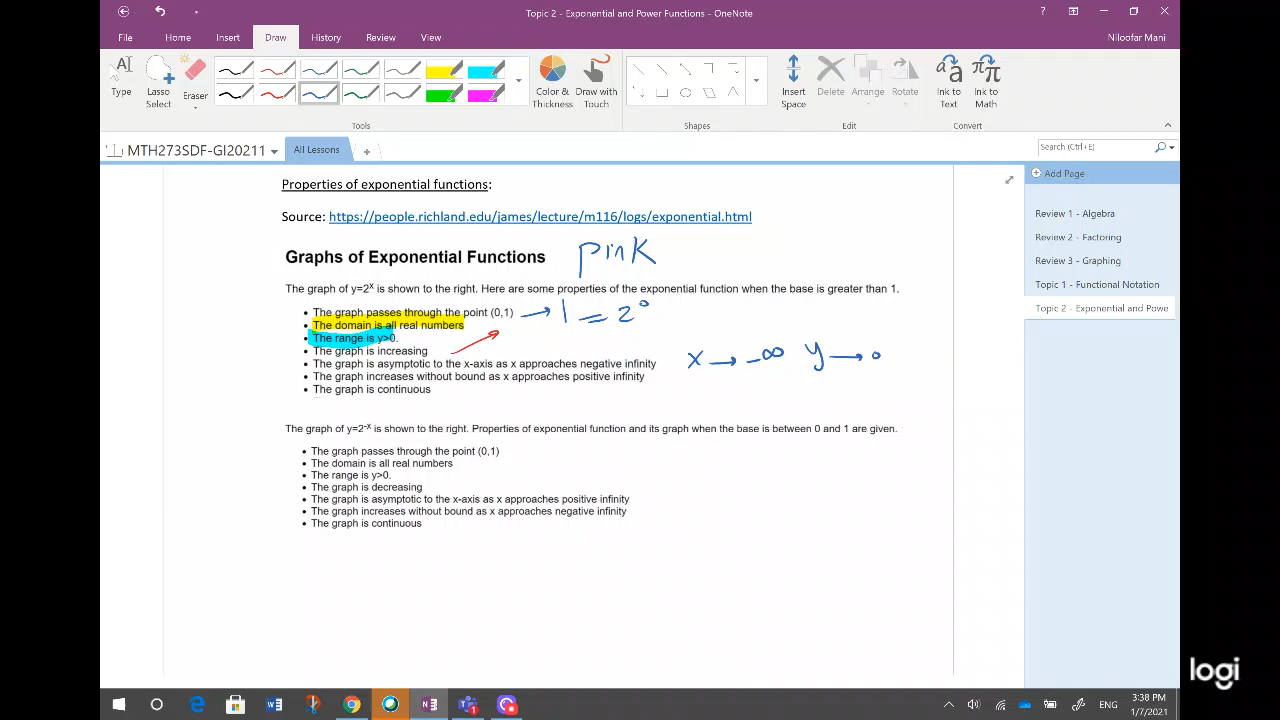 Topic 2 - Exponential and Power Functions - OneNote
?
Niloofar Mani
File Home Insert Draw History Review View
Type
Lasso Select
Eraser
Color & Thickness
Draw with Touch
Insert Space
Delete
Arrange
Rotate
Ink to Text
Ink to Math
Tools
Shapes
Edit
Convert
MTH273SDF-GI20211
All Lessons
+
Search (Ctrl+E)
Add Page
Review 1 - Algebra
Review 2 - Factoring
Review 3 - Graphing
Topic 1 - Functional Notation
Topic 2 - Exponential and Powe
Properties of exponential functions:
Source: https://people.richland.edu/james/lecture/m116/logs/exponential.html
Graphs of Exponential Functions
pink
The graph of y=2ˣ is shown to the right. Here are some properties of the exponential function when the base is greater than 1.
• The graph passes through the point (0,1) → 1 = 2⁰
• The domain is all real numbers
• The range is y>0.
• The graph is increasing
• The graph is asymptotic to the x-axis as x approaches negative infinity
x → -∞ y → 0
• The graph increases without bound as x approaches positive infinity
• The graph is continuous
The graph of y=2⁻ˣ is shown to the right. Properties of exponential function and its graph when the base is between 0 and 1 are given.
• The graph passes through the point (0,1)
• The domain is all real numbers
• The range is y>0.
• The graph is decreasing
• The graph is asymptotic to the x-axis as x approaches positive infinity
• The graph increases without bound as x approaches negative infinity
• The graph is continuous
logi
ENG
3:38 PM
1/7/2021